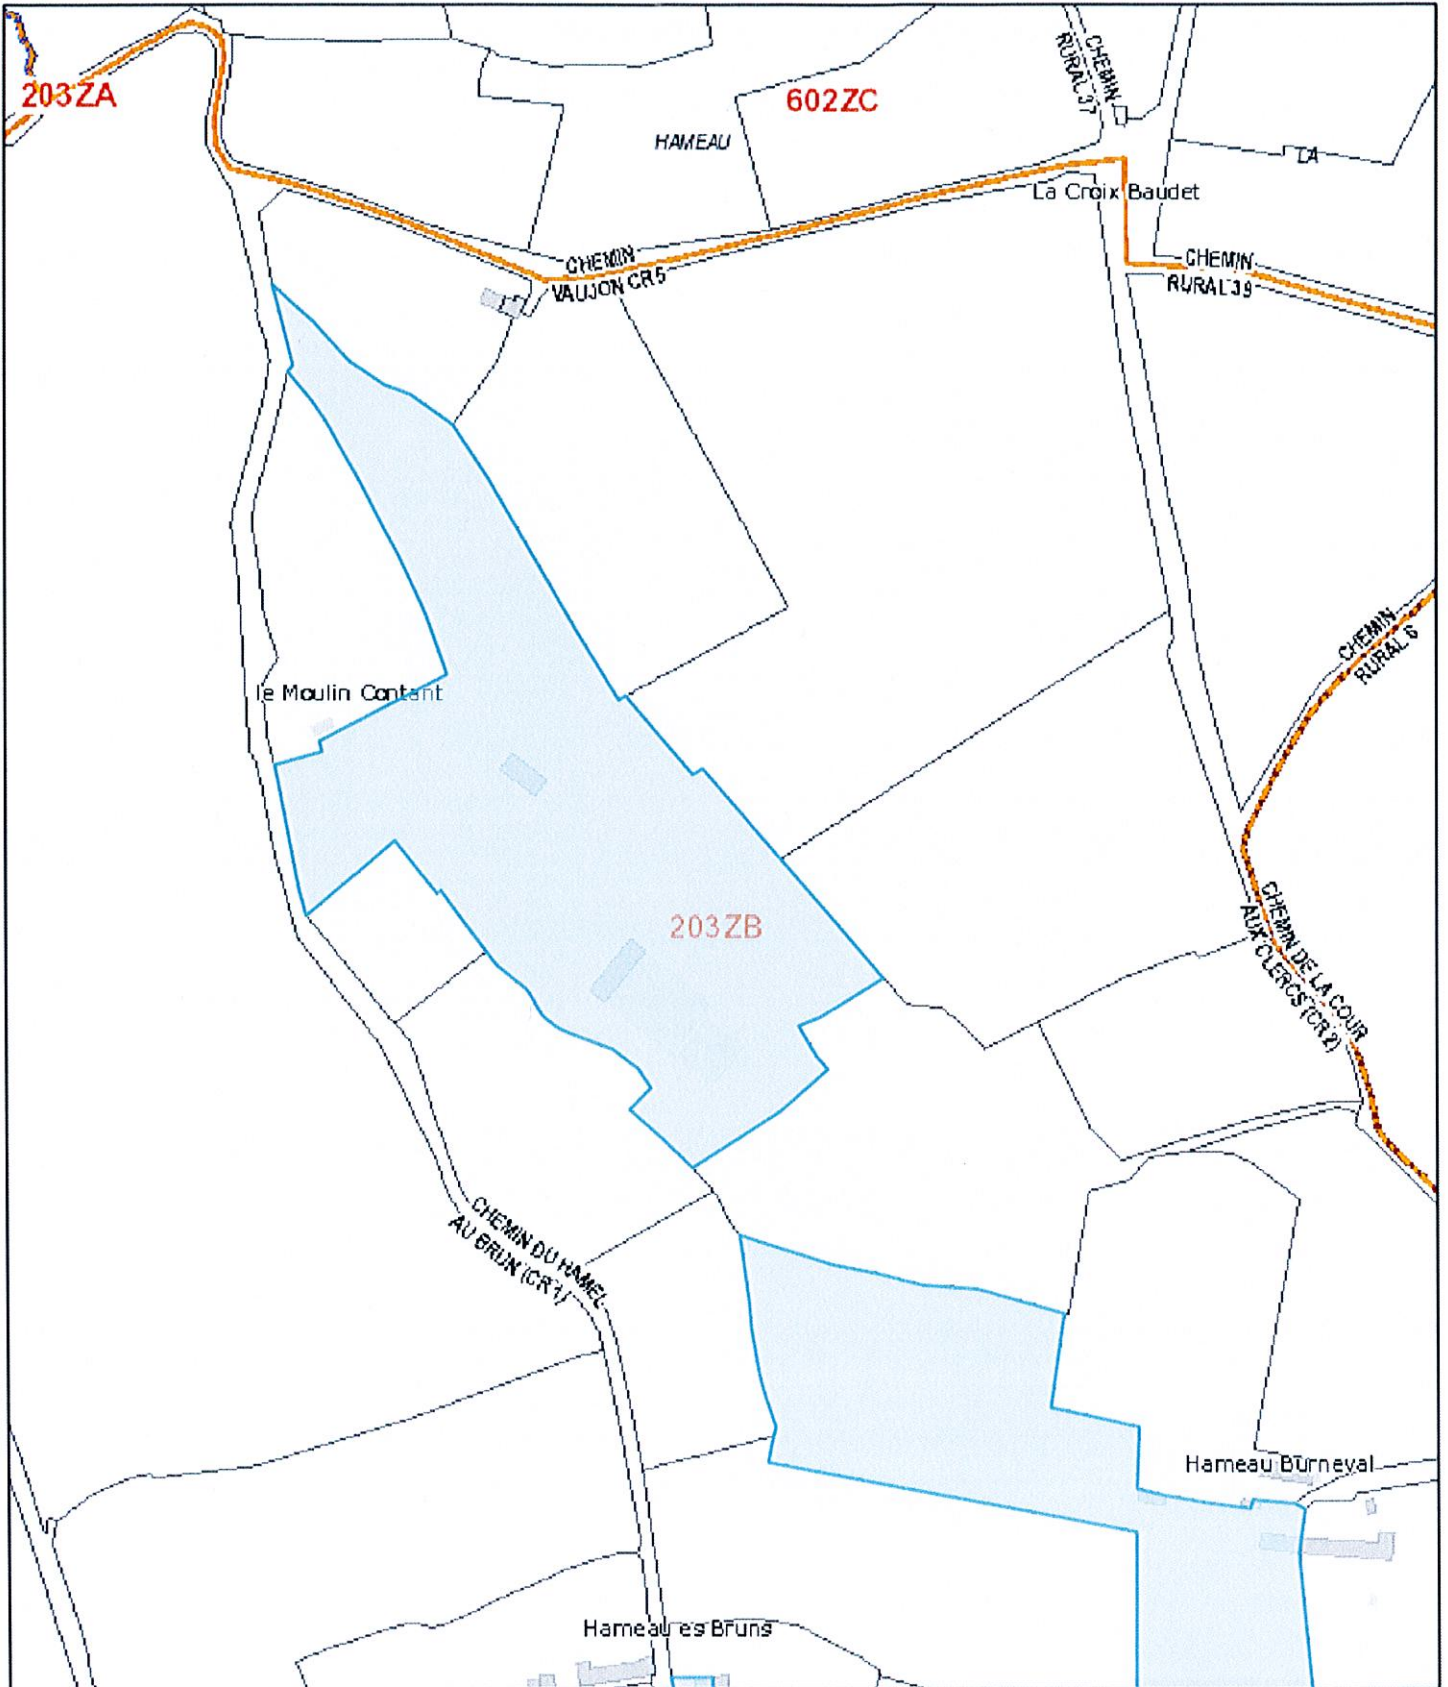 CHEMIN
RURAL 37
203ZA
602ZC
HAMEAU
LA
La Croix Baudet
CHEMIN
VAUJON CR5
CHEMIN
RURAL 39
CHEMIN
RURAL 6
le Moulin Contant
203ZB
CHEMIN DE LA COUR
AUX CLERCS (CR 2)
CHEMIN DU HAMEL
AU BRUN (CR 1)
Hameau Burneval
Hameau es Bruns